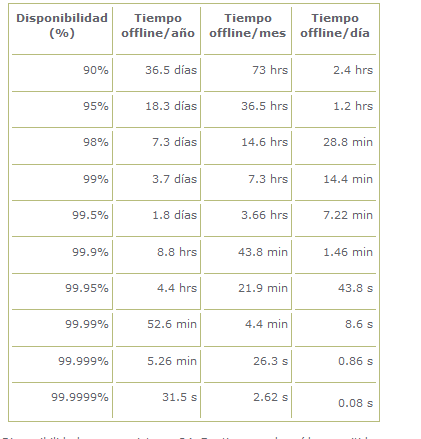 Disponibilidad (%) Tiempo offline/año Tiempo offline/mes Tiempo offline/día
90% 36.5 días 73 hrs 2.4 hrs
95% 18.3 días 36.5 hrs 1.2 hrs
98% 7.3 días 14.6 hrs 28.8 min
99% 3.7 días 7.3 hrs 14.4 min
99.5% 1.8 días 3.66 hrs 7.22 min
99.9% 8.8 hrs 43.8 min 1.46 min
99.95% 4.4 hrs 21.9 min 43.8 s
99.99% 52.6 min 4.4 min 8.6 s
99.999% 5.26 min 26.3 s 0.86 s
99.9999% 31.5 s 2.62 s 0.08 s